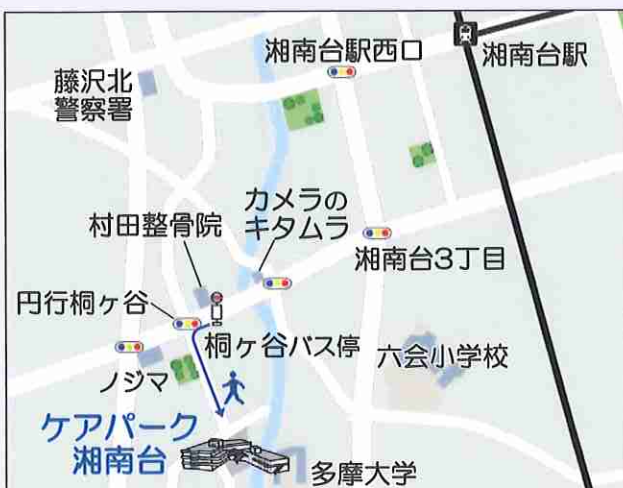 湘南台駅西口
湘南台駅
藤沢北
警察署
カメラの
キタムラ
村田整骨院
湘南台3丁目
円行桐ヶ谷
桐ヶ谷バス停
六会小学校
ノジマ
ケアパーク
湘南台
多摩大学